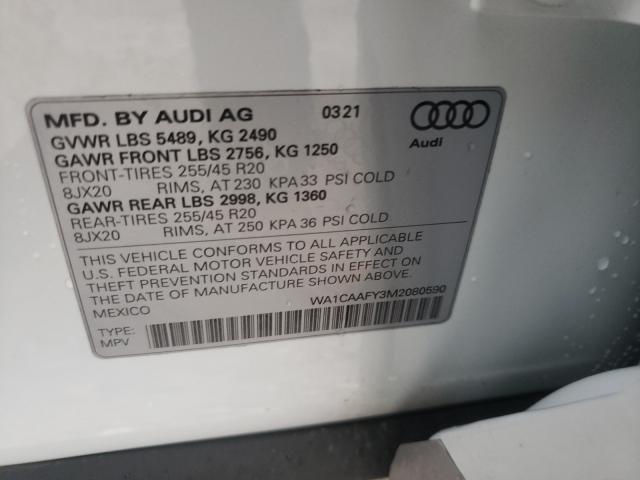 MFD. BY AUDI AG 0321
GVWR LBS 5489, KG 2490
GAWR FRONT LBS 2756, KG 1250
Audi
FRONT-TIRES 255/45 R20
8JX20 RIMS, AT 230 KPA 33 PSI COLD
GAWR REAR LBS 2998, KG 1360
REAR-TIRES 255/45 R20
8JX20 RIMS, AT 250 KPA 36 PSI COLD
THIS VEHICLE CONFORMS TO ALL APPLICABLE
U.S. FEDERAL MOTOR VEHICLE SAFETY AND
THEFT PREVENTION STANDARDS IN EFFECT ON
THE DATE OF MANUFACTURE SHOWN ABOVE.
MEXICO
WA1CAAFY3M2080590
TYPE:
MPV